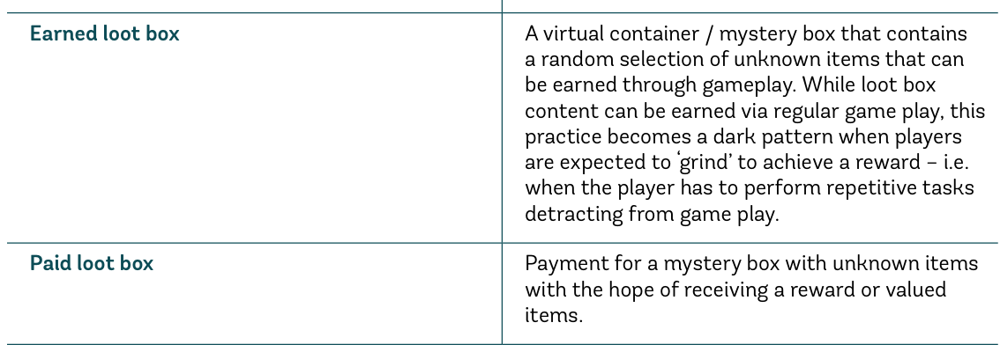 Earned loot box
A virtual container / mystery box that contains
a random selection of unknown items that can
be earned through gameplay. While loot box
content can be earned via regular game play, this
practice becomes a dark pattern when players
are expected to ‘grind’ to achieve a reward – i.e.
when the player has to perform repetitive tasks
detracting from game play.
Paid loot box
Payment for a mystery box with unknown items
with the hope of receiving a reward or valued
items.